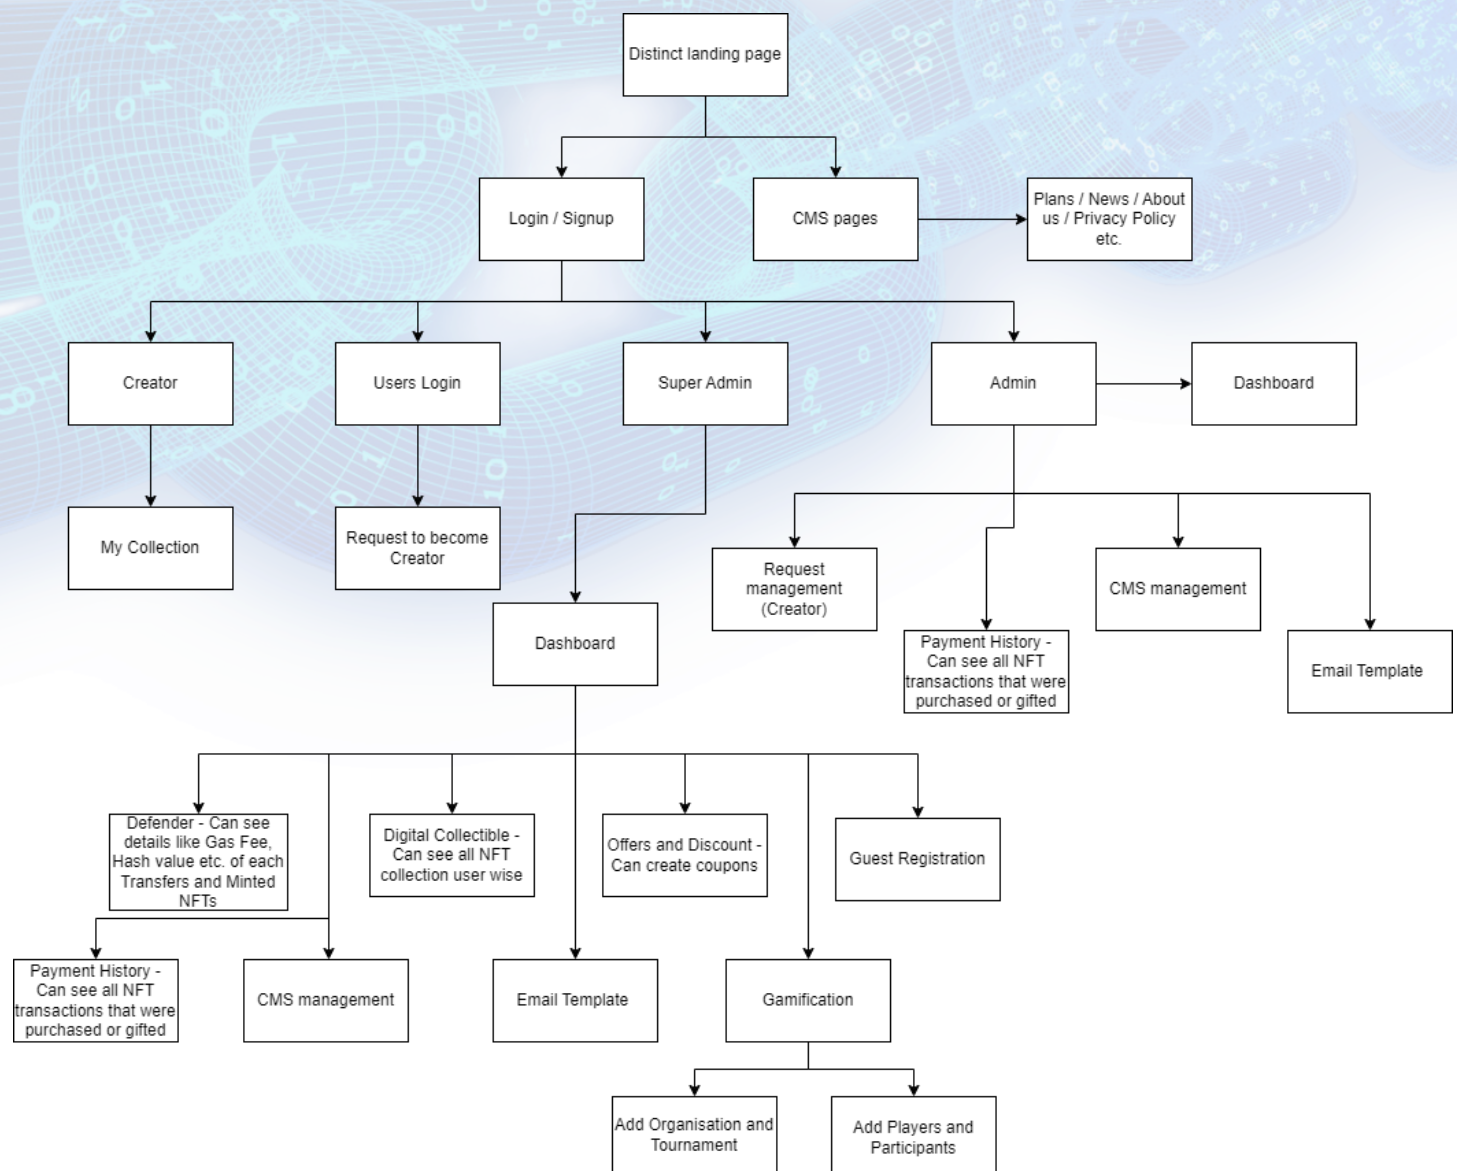 Distinct landing page
Login / Signup
CMS pages
Plans / News / About
us / Privacy Policy
etc.
Creator
Users Login
Super Admin
Admin
Dashboard
My Collection
Request to become
Creator
Request
management
(Creator)
CMS management
Dashboard
Payment History -
Can see all NFT
transactions that were
purchased or gifted
Email Template
Defender - Can see
details like Gas Fee,
Hash value etc. of each
Transfers and Minted
NFTs
Digital Collectible -
Can see all NFT
collection user wise
Offers and Discount -
Can create coupons
Guest Registration
Payment History -
Can see all NFT
transactions that were
purchased or gifted
CMS management
Email Template
Gamification
Add Organisation and
Tournament
Add Players and
Participants